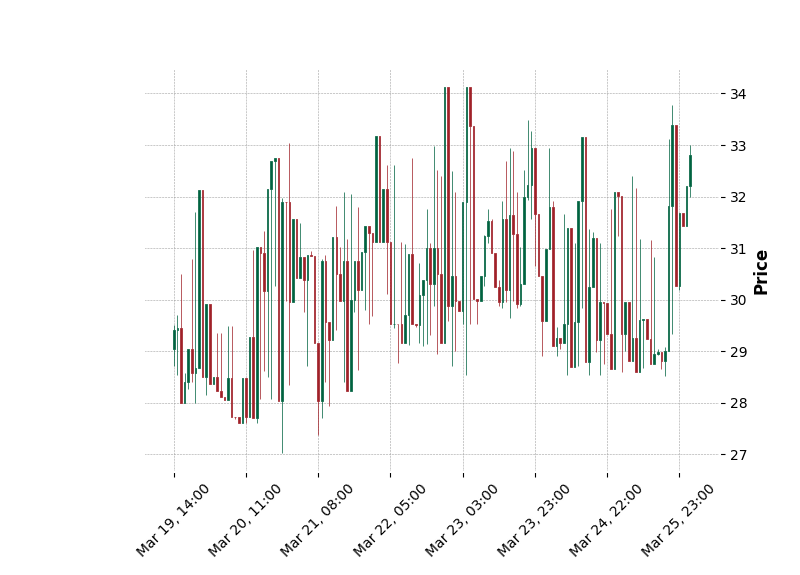 34
33
32
31
30
29
28
27
Price
Mar 19, 14:00
Mar 20, 11:00
Mar 21, 08:00
Mar 22, 05:00
Mar 23, 03:00
Mar 23, 23:00
Mar 24, 22:00
Mar 25, 23:00